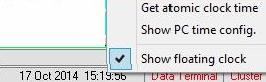 Get atomic clock time
Show PC time config.
Show floating clock
17 Oct 2014 15:19:56 Data Terminal Cluster